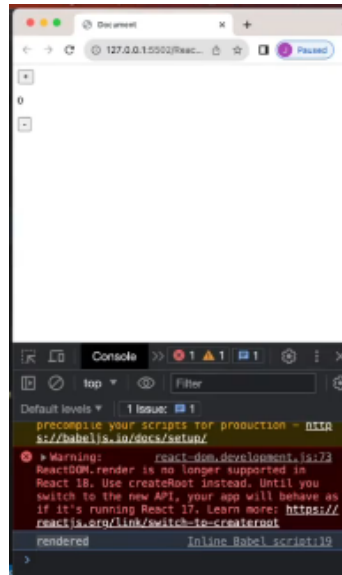 Document
127.0.0.1:5502/Reac...
J
Paused
+
0
-
Console
1
1
1
top
Filter
Default levels
1 Issue:
1
precompile your scripts for production – http
s://babeljs.io/docs/setup/
Warning: react-dom.development.js:73
ReactDOM.render is no longer supported in
React 18. Use createRoot instead. Until you
switch to the new API, your app will behave as
if it's running React 17. Learn more: https://
reactjs.org/link/switch-to-createroot
rendered Inline Babel script:19